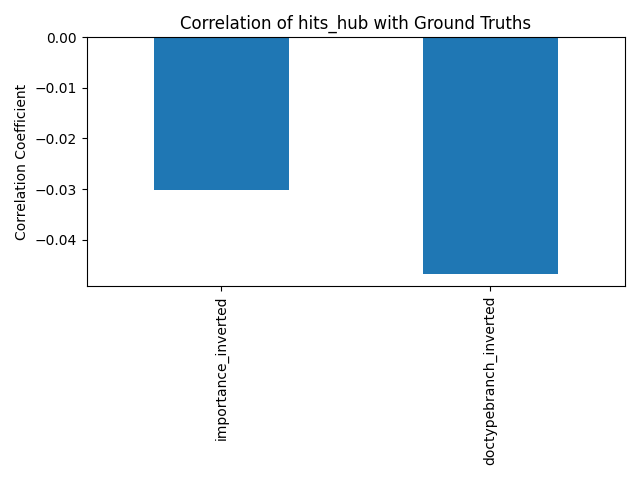 Correlation of hits_hub with Ground Truths
Correlation Coefficient
0.00
−0.01
−0.02
−0.03
−0.04
importance_inverted
doctypebranch_inverted